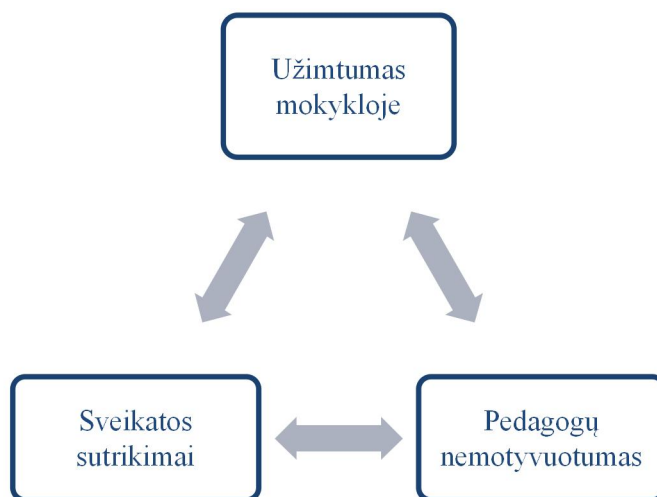 Užimtumas
mokykloje
Sveikatos
sutrikimai
Pedagogų
nemotyvuotumas